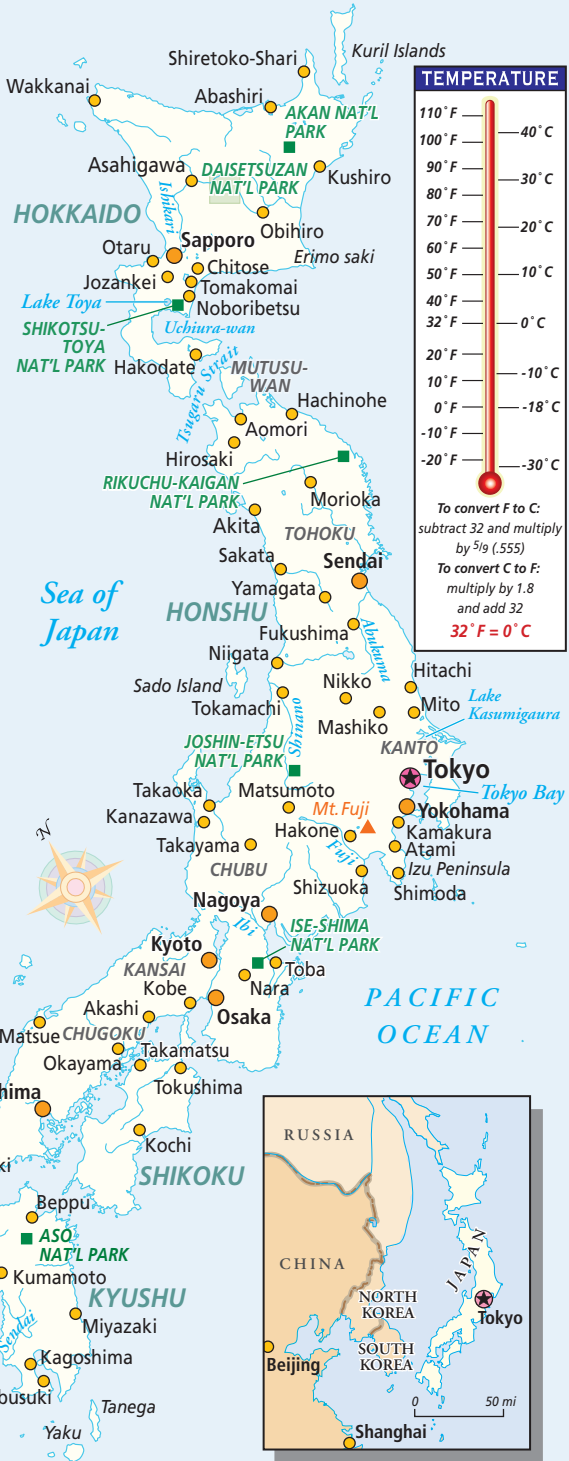 Kuril Islands
Shiretoko-Shari
Wakkanai
Abashiri
AKAN NAT'L
PARK
Asahigawa
DAISETSUZAN
NAT'L PARK
Kushiro
Ishikari
HOKKAIDO
Obihiro
Otaru
Sapporo
Erimo saki
Chitose
Jozankei
Tomakomai
Lake Toya
Noboribetsu
SHIKOTSU-
TOYA
NAT'L PARK
Uchiura-wan
Hakodate
Tsugaru Strait
MUTUSU-
WAN
Hachinohe
Aomori
Hirosaki
RIKUCHU-KAIGAN
NAT'L PARK
Morioka
Akita
TOHOKU
Sakata
Sendai
Yamagata
Sea of
Japan
HONSHU
Fukushima
Abukuma
Niigata
Hitachi
Sado Island
Nikko
Tokamachi
Mito
Lake
Kasumigaura
Mashiko
Shinano
JOSHIN-ETSU
NAT'L PARK
KANTO
Tokyo
Takaoka
Matsumoto
Tokyo Bay
Kanazawa
Mt. Fuji
Yokohama
Hakone
Kamakura
Takayama
Atami
Fuji
CHUBU
Izu Peninsula
Shizuoka
Shimoda
N
Nagoya
Ibi
ISE-SHIMA
NAT'L PARK
Kyoto
KANSAI
Toba
Kobe
Nara
Akashi
Osaka
PACIFIC
OCEAN
Matsue
CHUGOKU
Okayama
Takamatsu
Tokushima
hima
Kochi
ki
SHIKOKU
Beppu
ASO
NAT'L PARK
Kumamoto
KYUSHU
Sendai
Miyazaki
Kagoshima
busuki
Tanega
Yaku
TEMPERATURE
110˚F
40˚C
100˚F
90˚F
30˚C
80˚F
70˚F
20˚C
60˚F
50˚F
10˚C
40˚F
32˚F
0˚C
20˚F
-10˚C
10˚F
0˚F
-18˚C
-10˚F
-20˚F
-30˚C
To convert F to C:
subtract 32 and multiply
by 5/9 (.555)
To convert C to F:
multiply by 1.8
and add 32
32˚F = 0˚C
RUSSIA
CHINA
JAPAN
NORTH
KOREA
Tokyo
SOUTH
KOREA
Beijing
0 50 mi
Shanghai